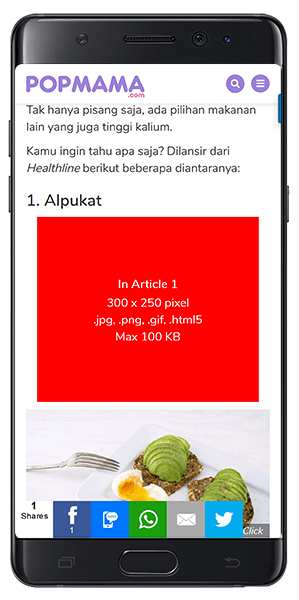 POPMAMA
.com
Tak hanya pisang saja, ada pilihan makanan
lain yang juga tinggi kalium.
Kamu ingin tahu apa saja? Dilansir dari
Healthline berikut beberapa diantaranya:
1. Alpukat
In Article 1
300 x 250 pixel
.jpg, .png, .gif, .html5
Max 100 KB
1
Shares
1
SMS
Click